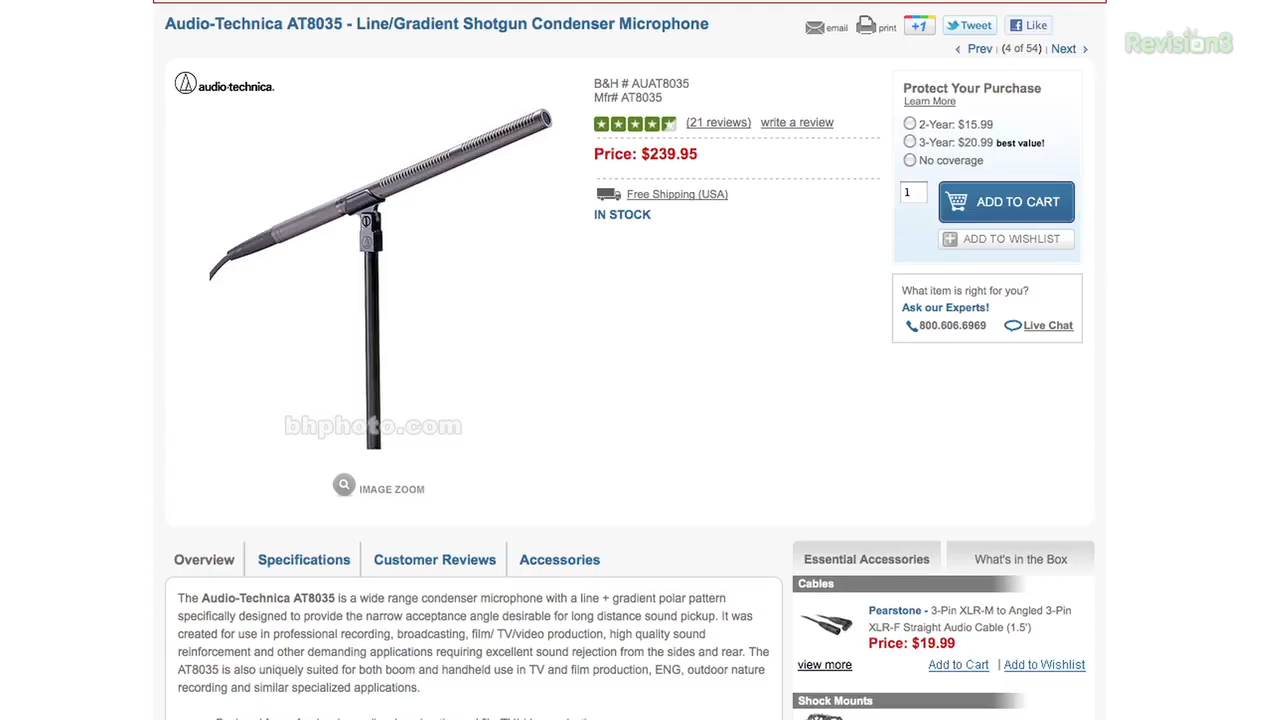 Audio-Technica AT8035 - Line/Gradient Shotgun Condenser Microphone
email print +1 Tweet Like
Revision3
‹ Prev | (4 of 54) | Next ›
audio-technica.
B&H # AUAT8035
Mfr# AT8035
(21 reviews) write a review
Price: $239.95
Free Shipping (USA)
IN STOCK
Protect Your Purchase
Learn More
2-Year: $15.99
3-Year: $20.99 best value!
No coverage
1 ADD TO CART
ADD TO WISHLIST
What item is right for you?
Ask our Experts!
800.606.6969 Live Chat
bhphoto.com
IMAGE ZOOM
Overview Specifications Customer Reviews Accessories
The Audio-Technica AT8035 is a wide range condenser microphone with a line + gradient polar pattern
specifically designed to provide the narrow acceptance angle desirable for long distance sound pickup. It was
created for use in professional recording, broadcasting, film/ TV/video production, high quality sound
reinforcement and other demanding applications requiring excellent sound rejection from the sides and rear. The
AT8035 is also uniquely suited for both boom and handheld use in TV and film production, ENG, outdoor nature
recording and similar specialized applications.
Essential Accessories What's in the Box
Cables
Pearstone - 3-Pin XLR-M to Angled 3-Pin
XLR-F Straight Audio Cable (1.5')
Price: $19.99
view more Add to Cart | Add to Wishlist
Shock Mounts